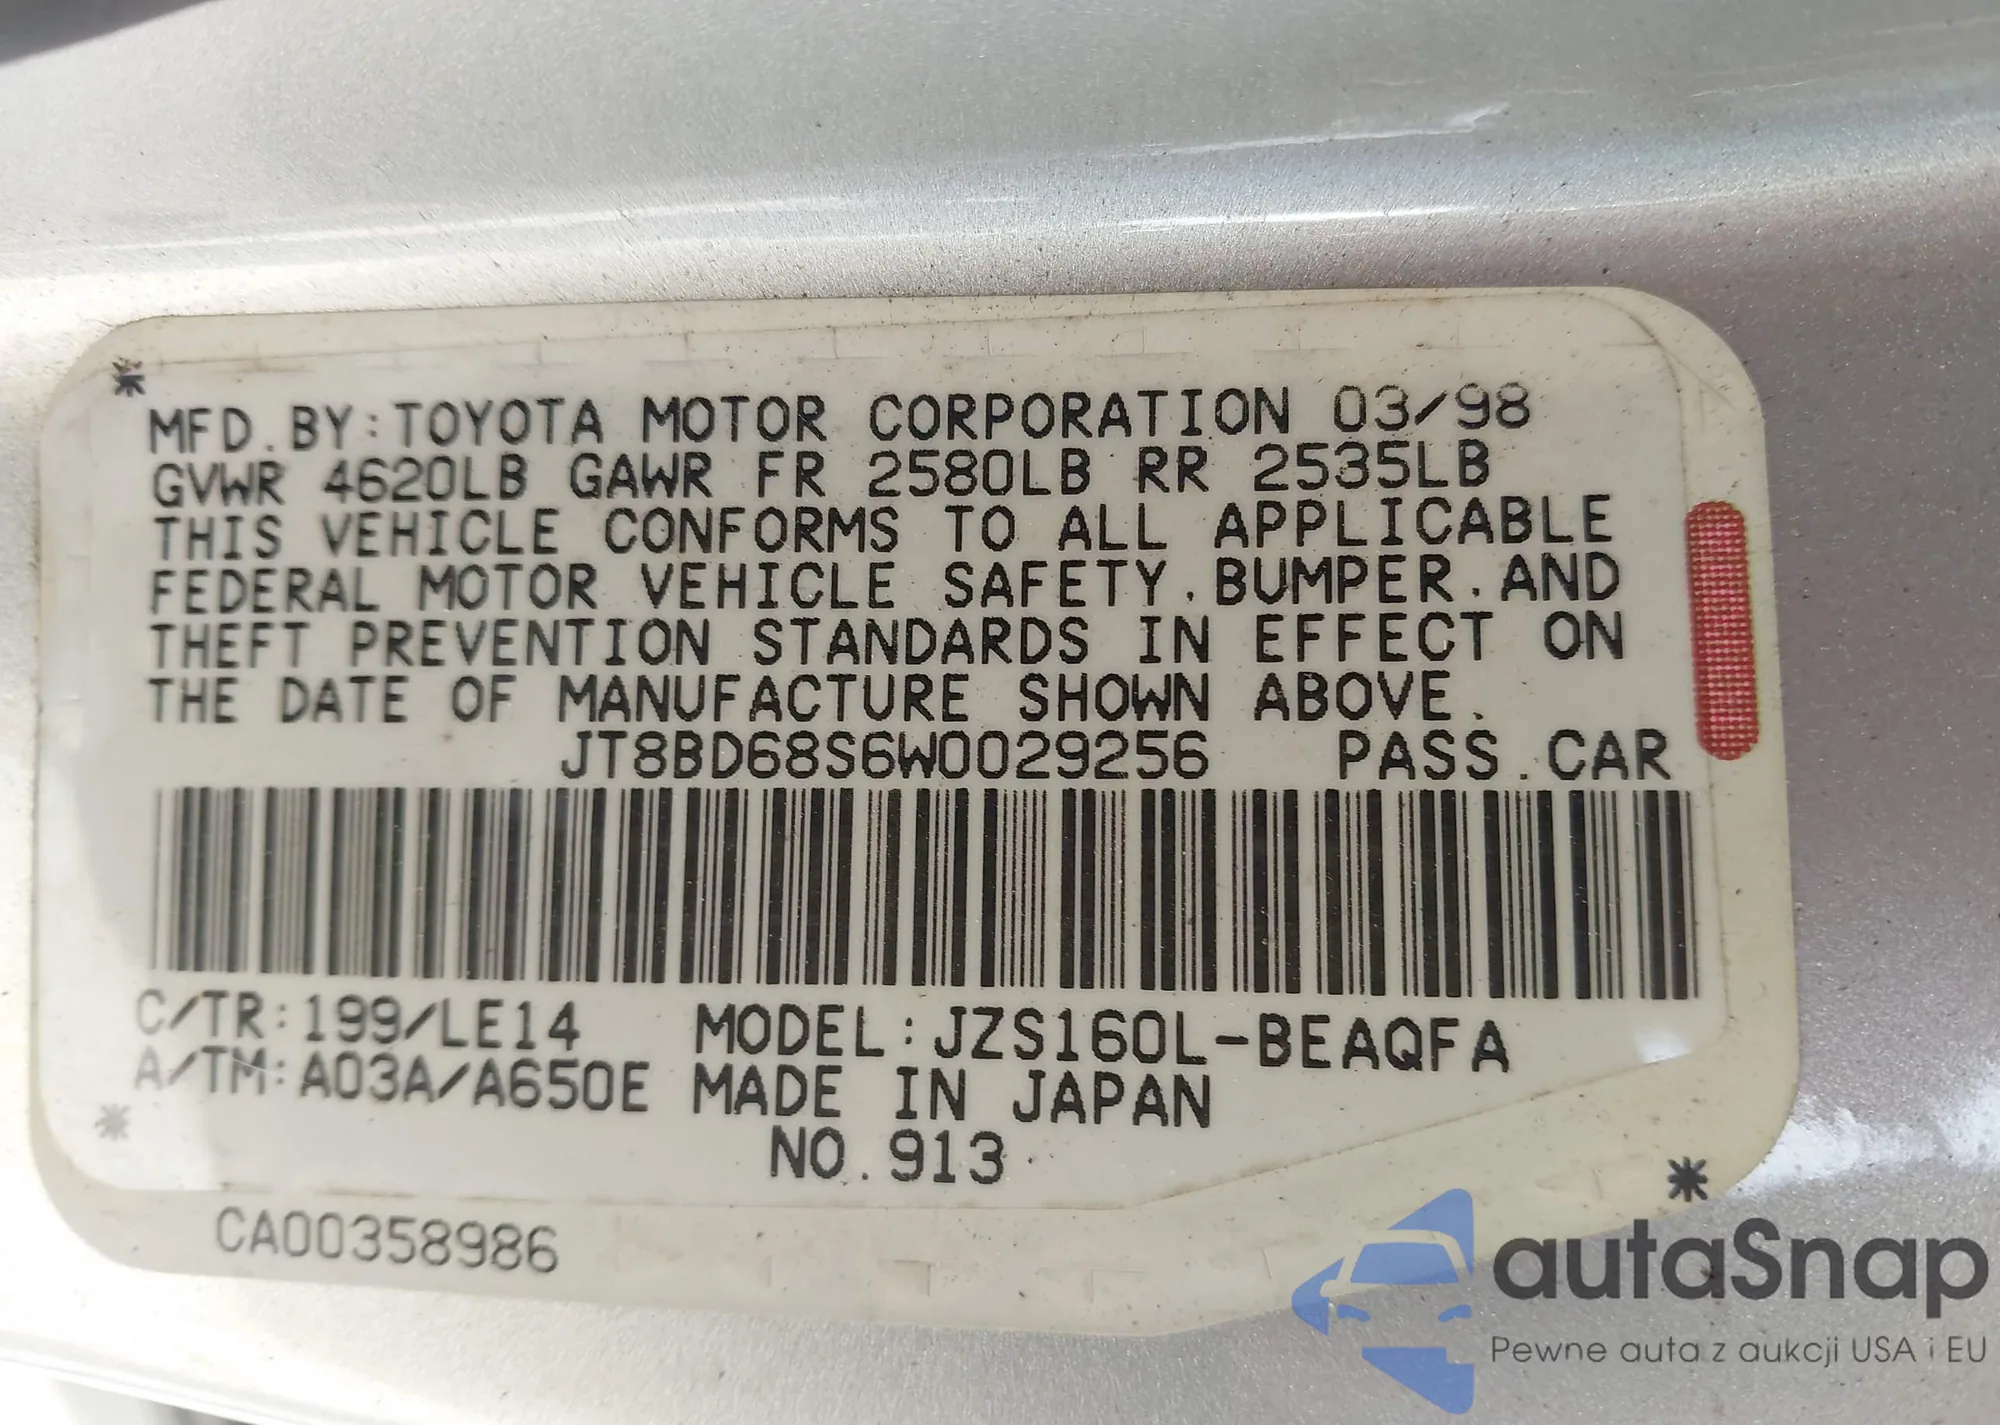 MFD. BY: TOYOTA MOTOR CORPORATION 03/98
GVWR 4620LB GAWR FR 2580LB RR 2535LB
THIS VEHICLE CONFORMS TO ALL APPLICABLE
FEDERAL MOTOR VEHICLE SAFETY. BUMPER. AND
THEFT PREVENTION STANDARDS IN EFFECT ON
THE DATE OF MANUFACTURE SHOWN ABOVE.
JT8BD68S6W0029256 PASS. CAR
C/TR: 199/LE14 MODEL: JZS160L-BEAQFA
A/TM: A03A/A650E MADE IN JAPAN
NO. 913
CA00358986
autaSnap
Pewne auta z aukcji USA i EU